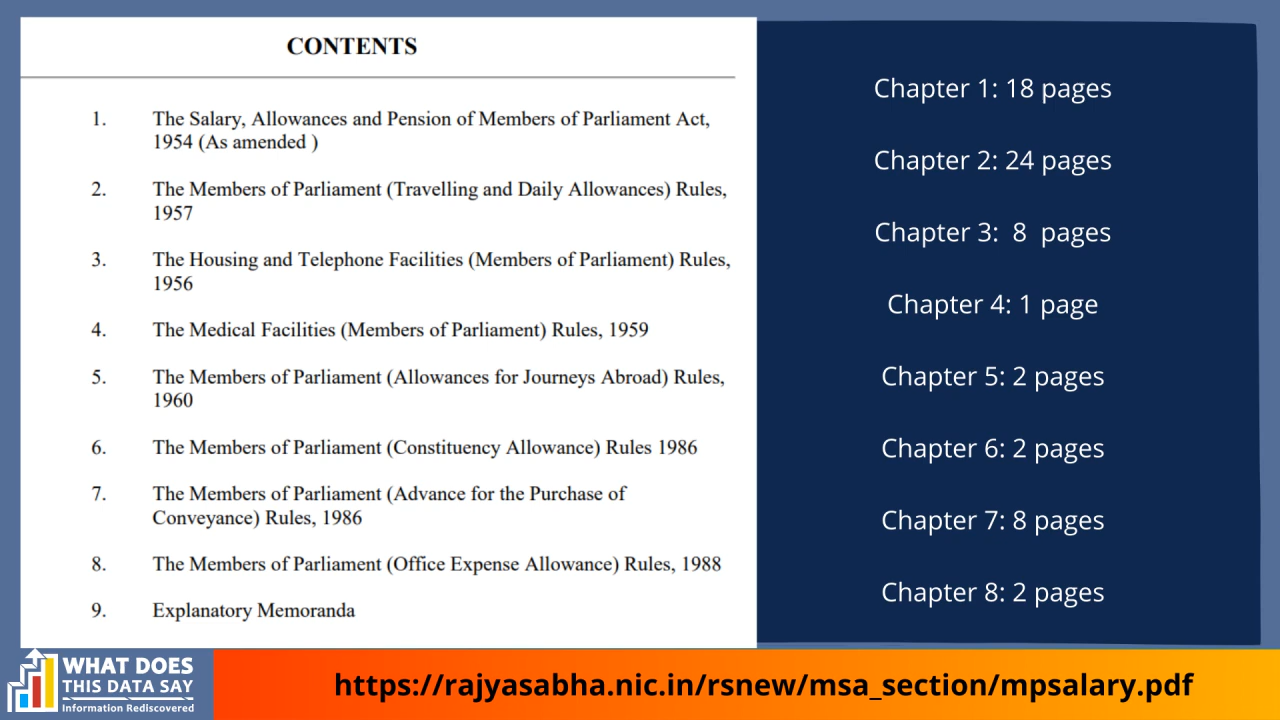 CONTENTS
1. The Salary, Allowances and Pension of Members of Parliament Act,
1954 (As amended )
2. The Members of Parliament (Travelling and Daily Allowances) Rules,
1957
3. The Housing and Telephone Facilities (Members of Parliament) Rules,
1956
4. The Medical Facilities (Members of Parliament) Rules, 1959
5. The Members of Parliament (Allowances for Journeys Abroad) Rules,
1960
6. The Members of Parliament (Constituency Allowance) Rules 1986
7. The Members of Parliament (Advance for the Purchase of
Conveyance) Rules, 1986
8. The Members of Parliament (Office Expense Allowance) Rules, 1988
9. Explanatory Memoranda
Chapter 1: 18 pages
Chapter 2: 24 pages
Chapter 3: 8 pages
Chapter 4: 1 page
Chapter 5: 2 pages
Chapter 6: 2 pages
Chapter 7: 8 pages
Chapter 8: 2 pages
WHAT DOES
THIS DATA SAY
Information Rediscovered
https://rajyasabha.nic.in/rsnew/msa_section/mpsalary.pdf